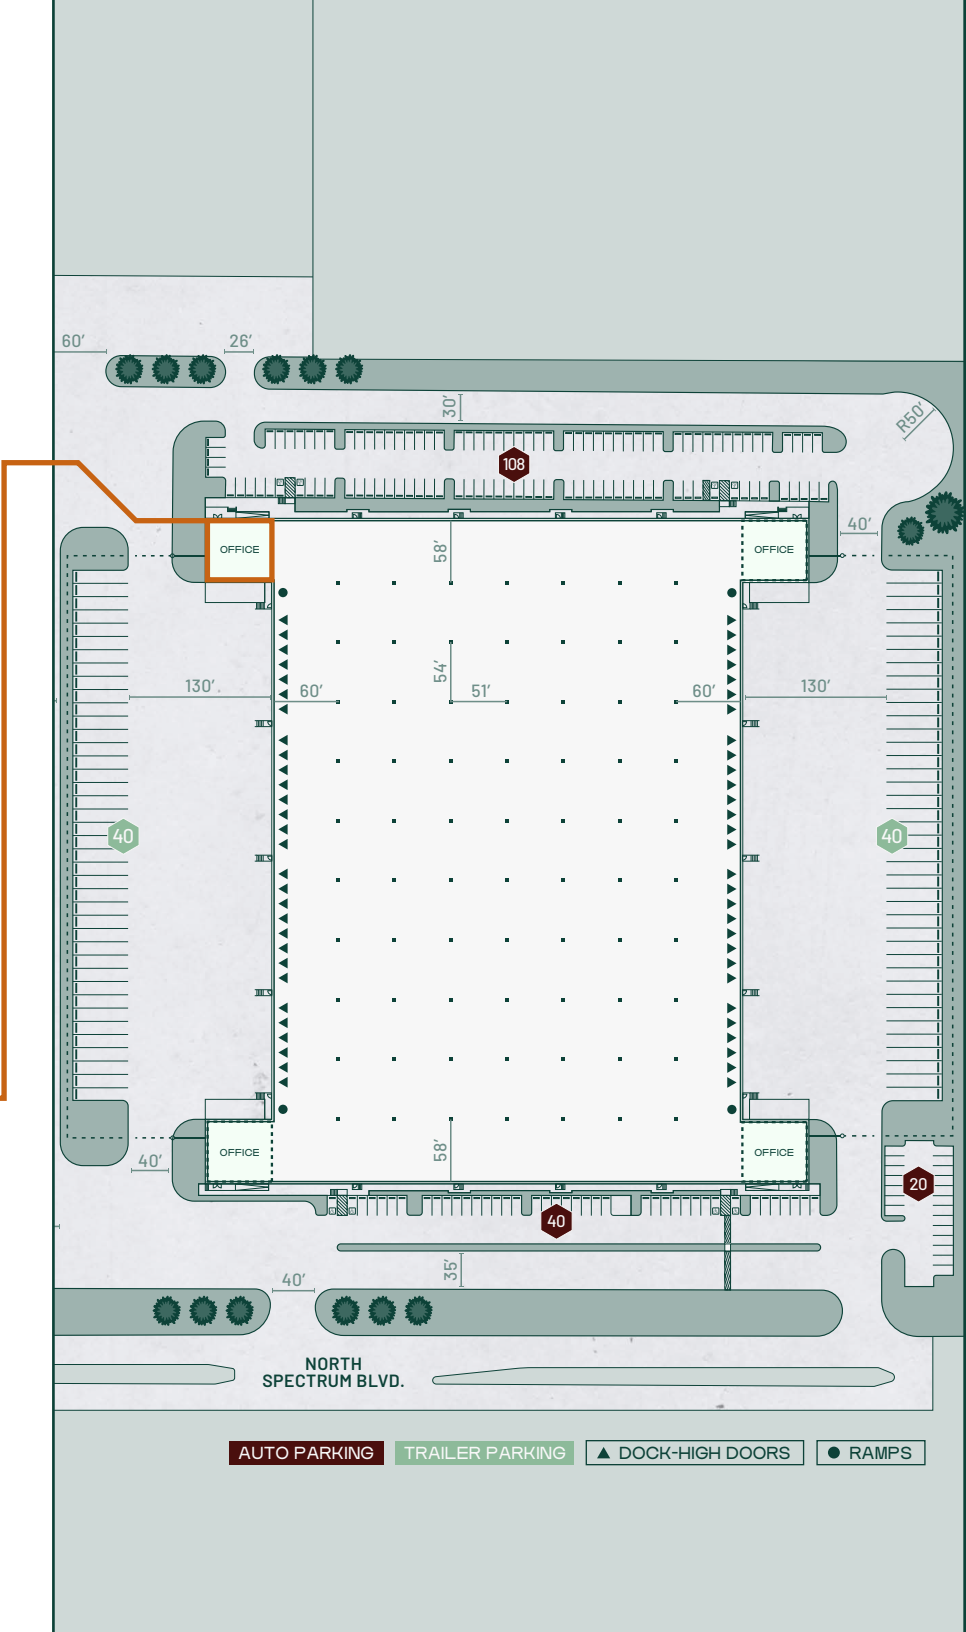 60’
26’
30’
R50’
108
40’
OFFICE
58’
OFFICE
54’
130’
60’
51’
60’
130’
40
40
OFFICE
58’
OFFICE
40’
20
40
35’
40’
NORTH
SPECTRUM BLVD.
AUTO PARKING
TRAILER PARKING
DOCK-HIGH DOORS
RAMPS